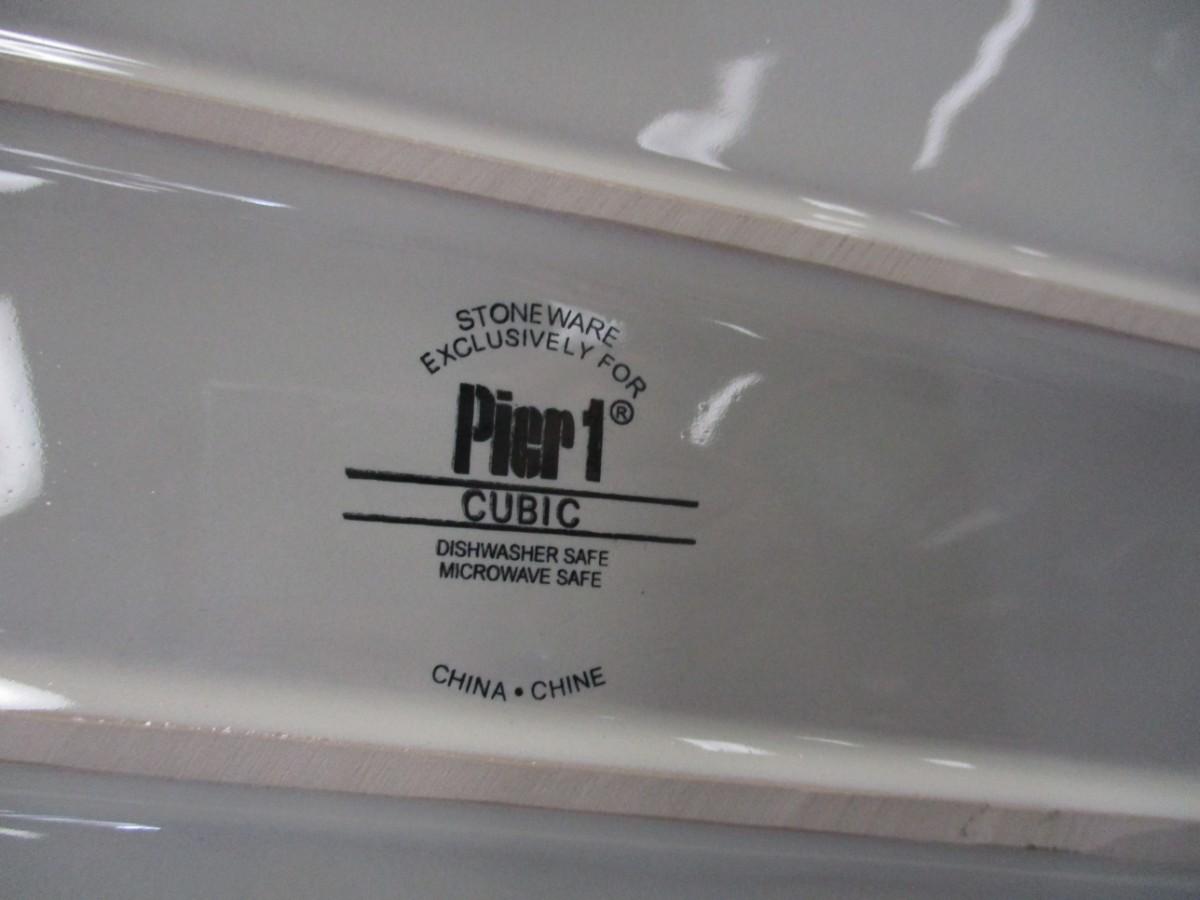 STONEWARE
EXCLUSIVELY FOR
Pier 1®
CUBIC
DISHWASHER SAFE
MICROWAVE SAFE
CHINA • CHINE